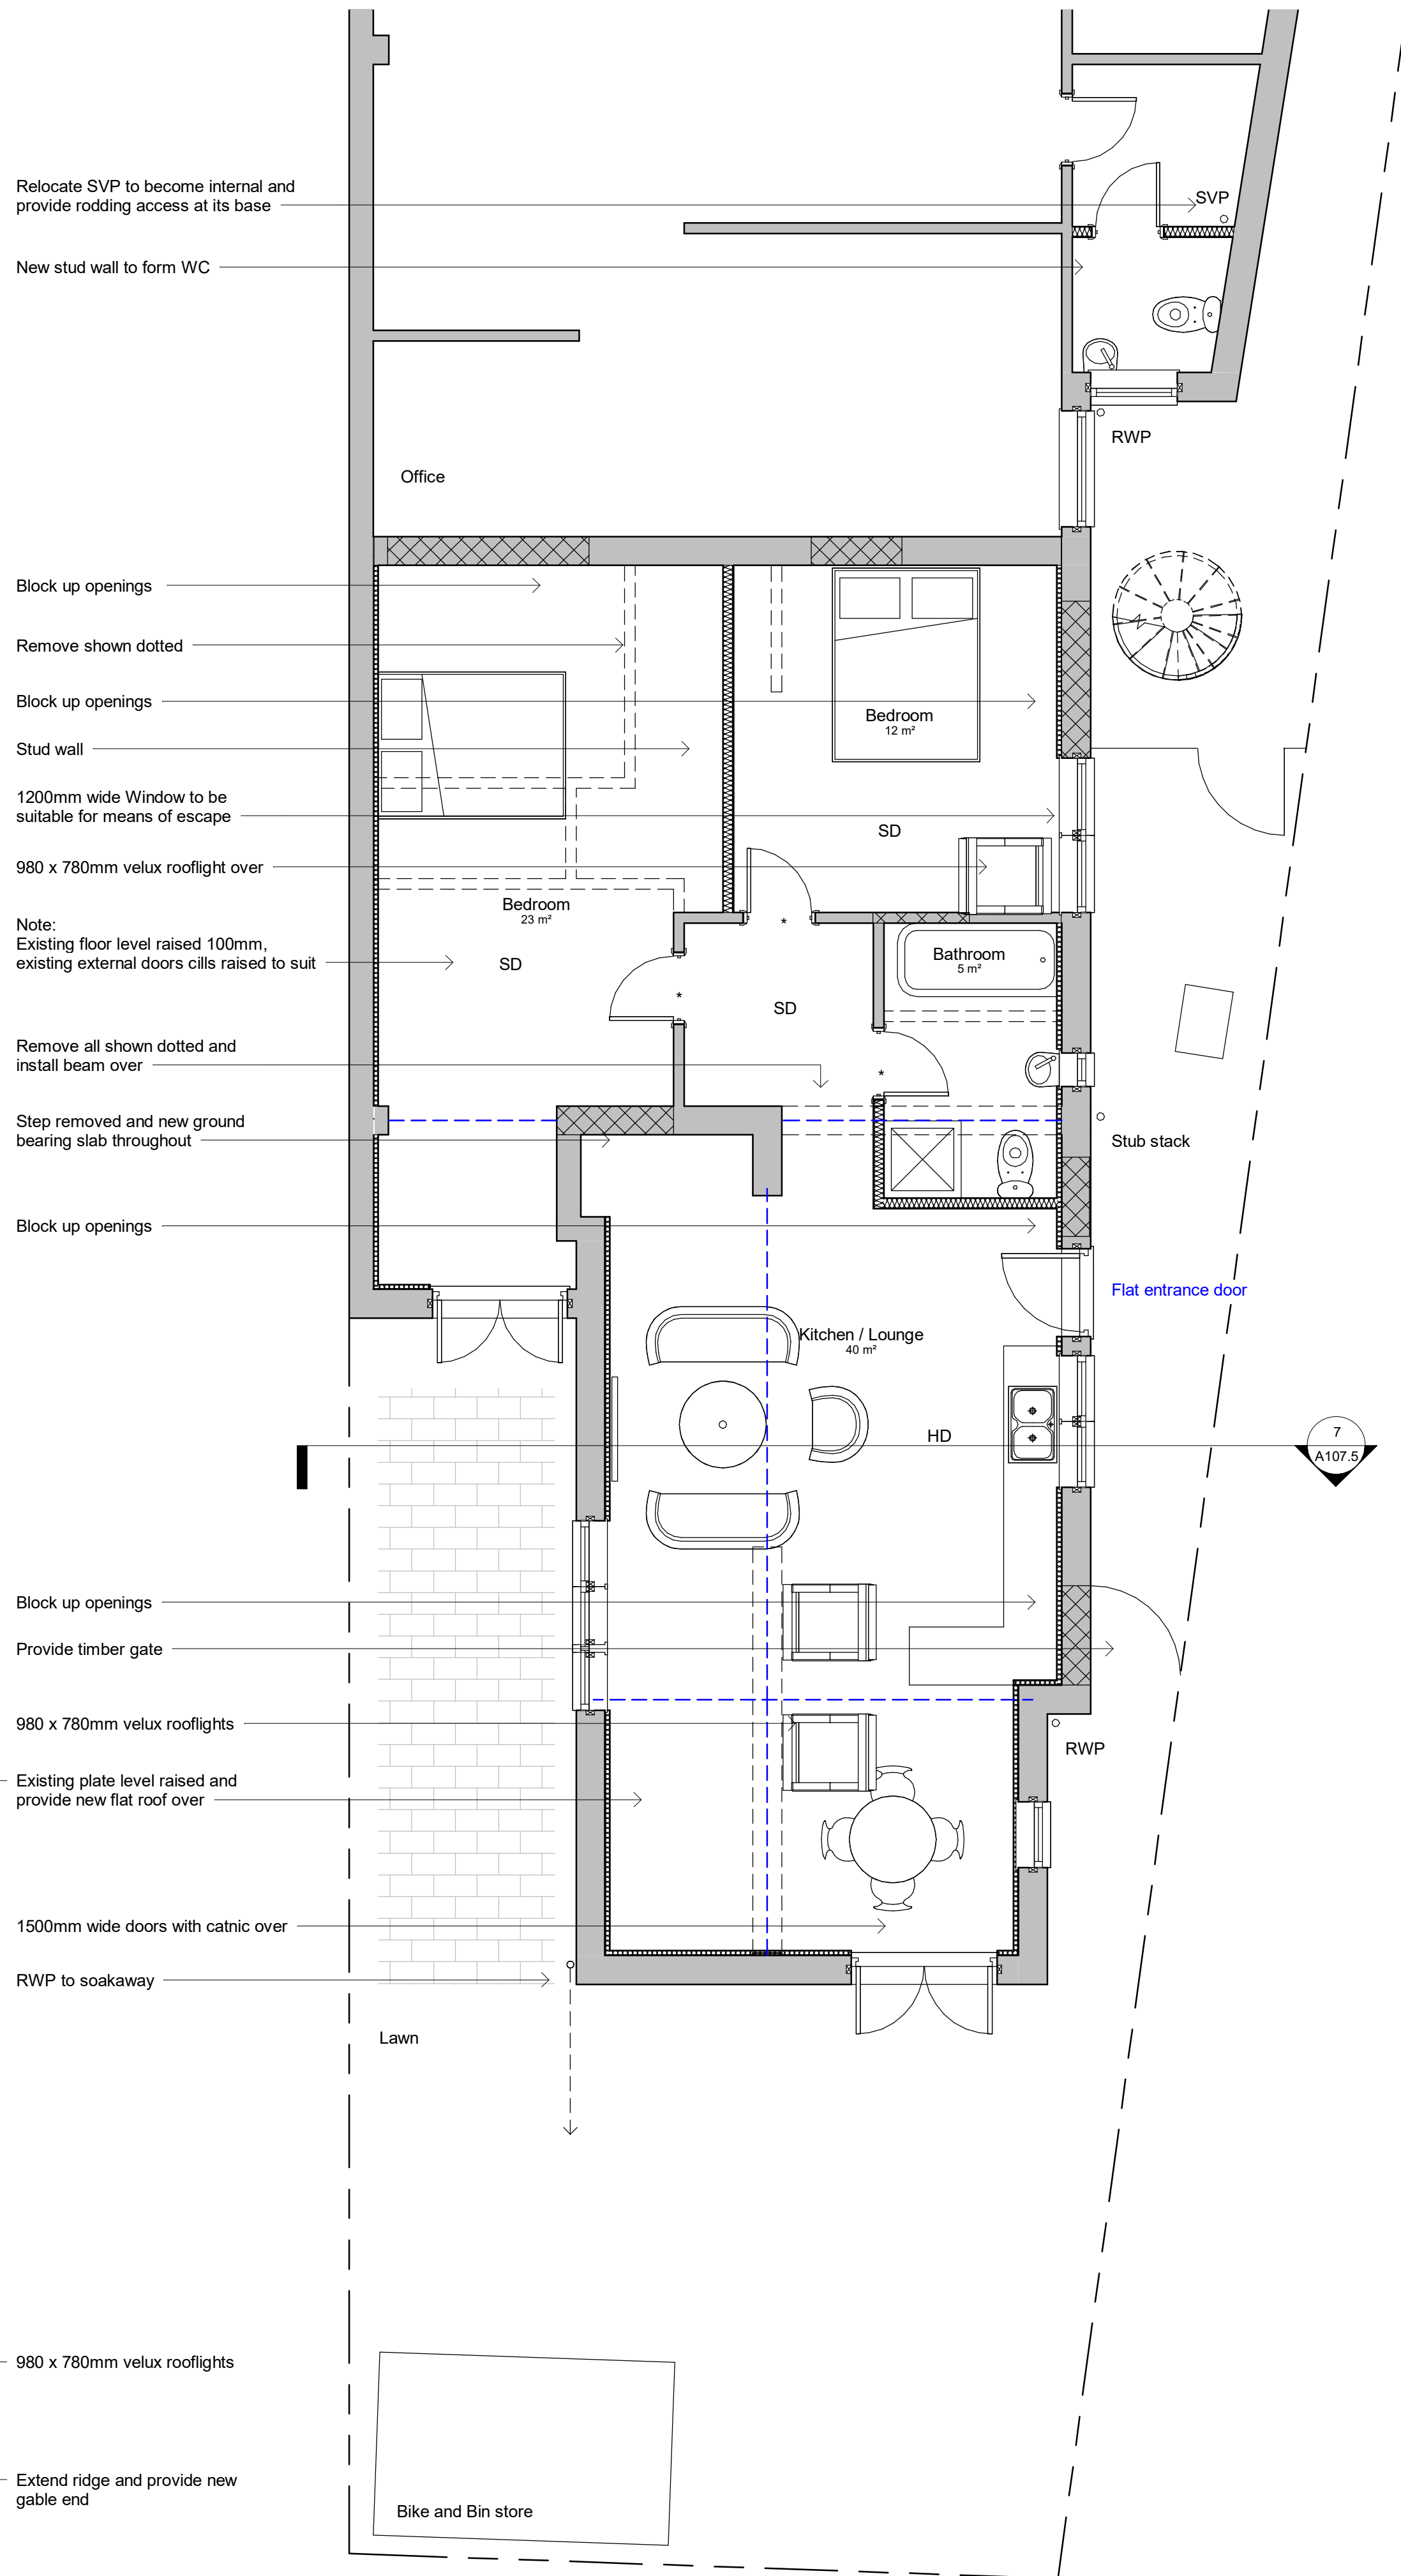 Relocate SVP to become internal and
provide rodding access at its base
SVP
New stud wall to form WC
RWP
Office
Block up openings
Remove shown dotted
Block up openings
Bedroom
12 m²
Stud wall
1200mm wide Window to be
suitable for means of escape
SD
980 x 780mm velux rooflight over
Bedroom
23 m²
*
Note:
Existing floor level raised 100mm,
existing external doors cills raised to suit
SD
Bathroom
5 m²
*
SD
Remove all shown dotted and
install beam over
*
Step removed and new ground
bearing slab throughout
Stub stack
Block up openings
Flat entrance door
Kitchen / Lounge
40 m²
HD
7
A107.5
Block up openings
Provide timber gate
980 x 780mm velux rooflights
RWP
Existing plate level raised and
provide new flat roof over
1500mm wide doors with catnic over
RWP to soakaway
Lawn
980 x 780mm velux rooflights
Extend ridge and provide new
gable end
Bike and Bin store